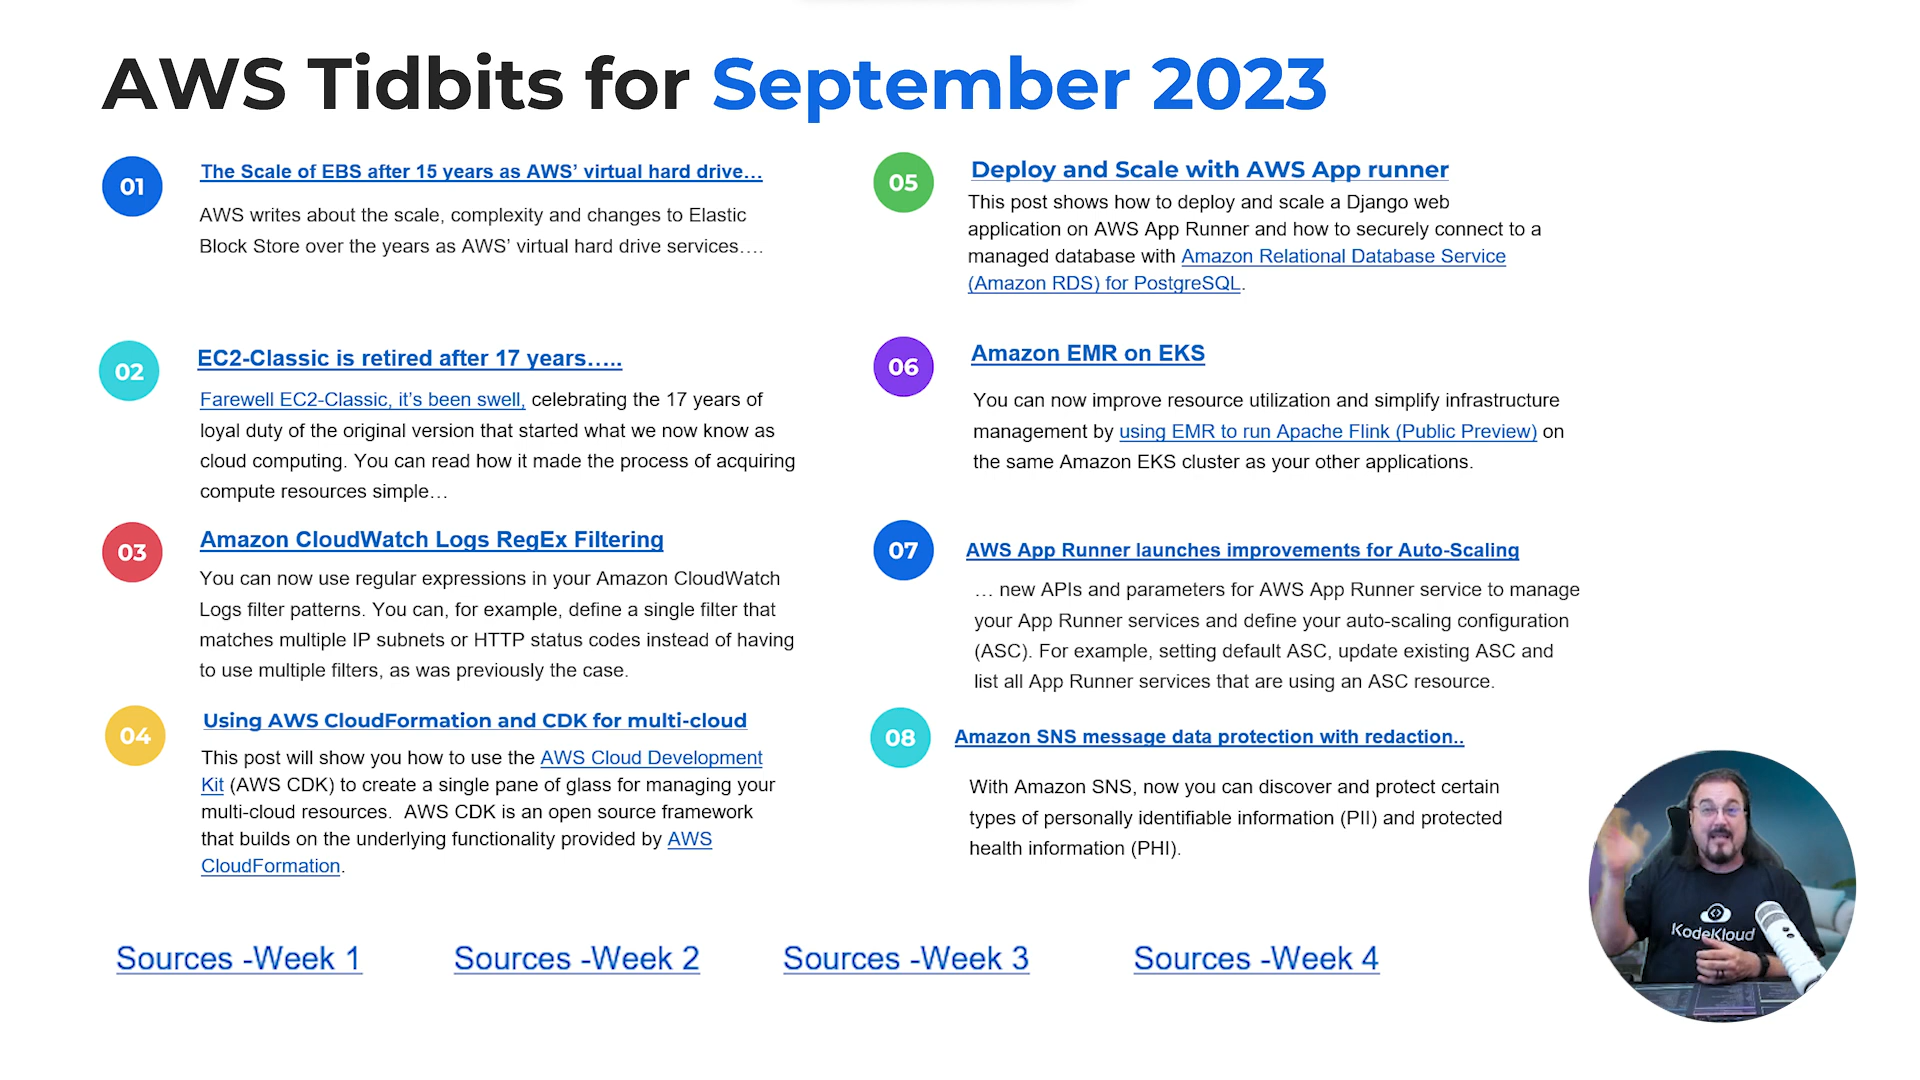 AWS Tidbits for September 2023
01
The Scale of EBS after 15 years as AWS’ virtual hard drive…
AWS writes about the scale, complexity and changes to Elastic
Block Store over the years as AWS’ virtual hard drive services….
02
EC2-Classic is retired after 17 years…..
Farewell EC2-Classic, it’s been swell, celebrating the 17 years of
loyal duty of the original version that started what we now know as
cloud computing. You can read how it made the process of acquiring
compute resources simple…
03
Amazon CloudWatch Logs RegEx Filtering
You can now use regular expressions in your Amazon CloudWatch
Logs filter patterns. You can, for example, define a single filter that
matches multiple IP subnets or HTTP status codes instead of having
to use multiple filters, as was previously the case.
04
Using AWS CloudFormation and CDK for multi-cloud
This post will show you how to use the AWS Cloud Development
Kit (AWS CDK) to create a single pane of glass for managing your
multi-cloud resources.  AWS CDK is an open source framework
that builds on the underlying functionality provided by AWS
CloudFormation.
05
Deploy and Scale with AWS App runner
This post shows how to deploy and scale a Django web
application on AWS App Runner and how to securely connect to a
managed database with Amazon Relational Database Service
(Amazon RDS) for PostgreSQL.
06
Amazon EMR on EKS
You can now improve resource utilization and simplify infrastructure
management by using EMR to run Apache Flink (Public Preview) on
the same Amazon EKS cluster as your other applications.
07
AWS App Runner launches improvements for Auto-Scaling
… new APIs and parameters for AWS App Runner service to manage
your App Runner services and define your auto-scaling configuration
(ASC). For example, setting default ASC, update existing ASC and
list all App Runner services that are using an ASC resource.
08
Amazon SNS message data protection with redaction..
With Amazon SNS, now you can discover and protect certain
types of personally identifiable information (PII) and protected
health information (PHI).
Sources -Week 1
Sources -Week 2
Sources -Week 3
Sources -Week 4
KodeKloud